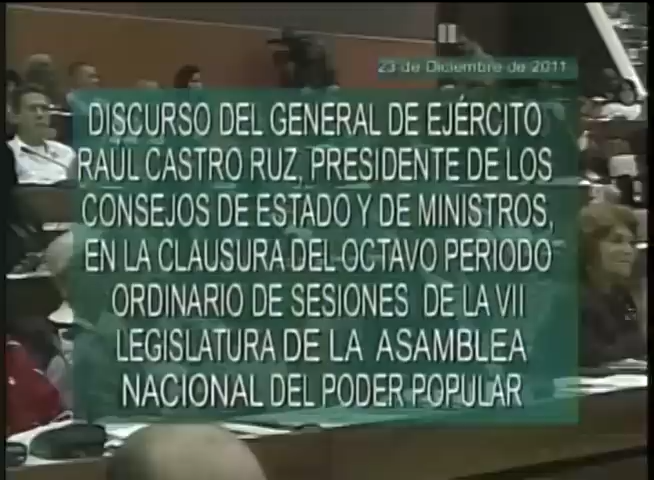 23 de Diciembre de 2011
DISCURSO DEL GENERAL DE EJÉRCITO
RAÚL CASTRO RUZ, PRESIDENTE DE LOS
CONSEJOS DE ESTADO Y DE MINISTROS,
EN LA CLAUSURA DEL OCTAVO PERIODO
ORDINARIO DE SESIONES DE LA VII
LEGISLATURA DE LA ASAMBLEA
NACIONAL DEL PODER POPULAR